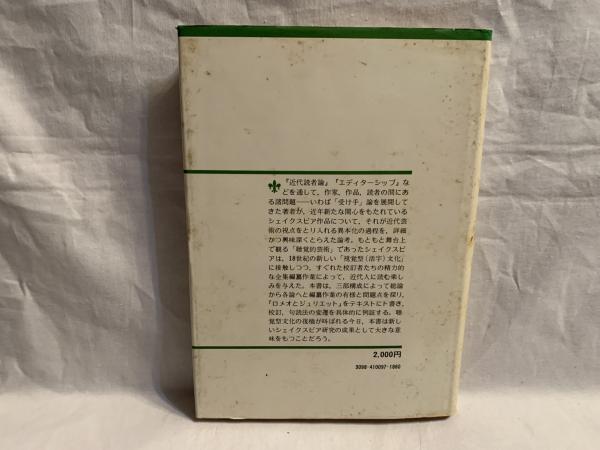 『近代読者論』『エディターシップ』な
どを通して、作家、作品、読者の間にあ
る諸問題——いわば「受け手」論を展開して
きた著者が、近年新たな関心をもたれている
シェイクスピア作品について、それが近代芸
術の視点をとり入れる異本化の過程を、詳細
かつ興味深くとらえた論考。もともと舞台上
で観る「聴覚的芸術」であったシェイクスピ
アは、18世紀の新しい「視覚型（活字）文化」
に接触しつつ、すぐれた校訂者たちの精力的
な全集編纂作業によって、近代人に読む楽し
みを与えた。本書は、三部構成によって総論
から各論へと編纂作業の有様と問題点を探り、
『ロメオとジュリエット』をテキストにト書き、
校訂、句読法の変遷を具体的に例証する。聴
覚型文化の復権が叫ばれる今日、本書は新し
いシェイクスピア研究の成果として大きな意
味をもつことだろう。
2,000円
3098-410097-1860